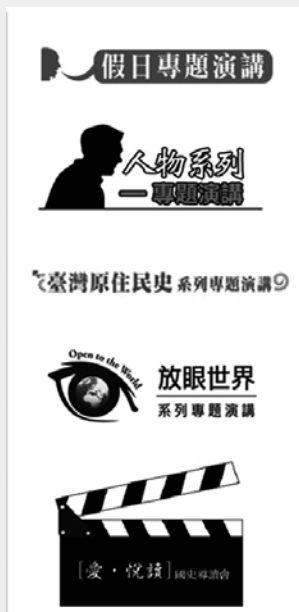 假日專題演講
人物系列
—專題演講
臺灣原住民史 系列專題演講
Open to the World
放眼世界
系列專題演講
[愛・悅讀] 國史導讀會